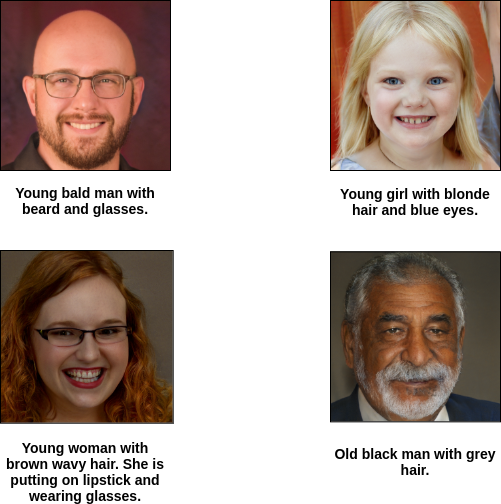 Young bald man with
beard and glasses.
Young girl with blonde
hair and blue eyes.
Young woman with
brown wavy hair. She is
putting on lipstick and
wearing glasses.
Old black man with grey
hair.